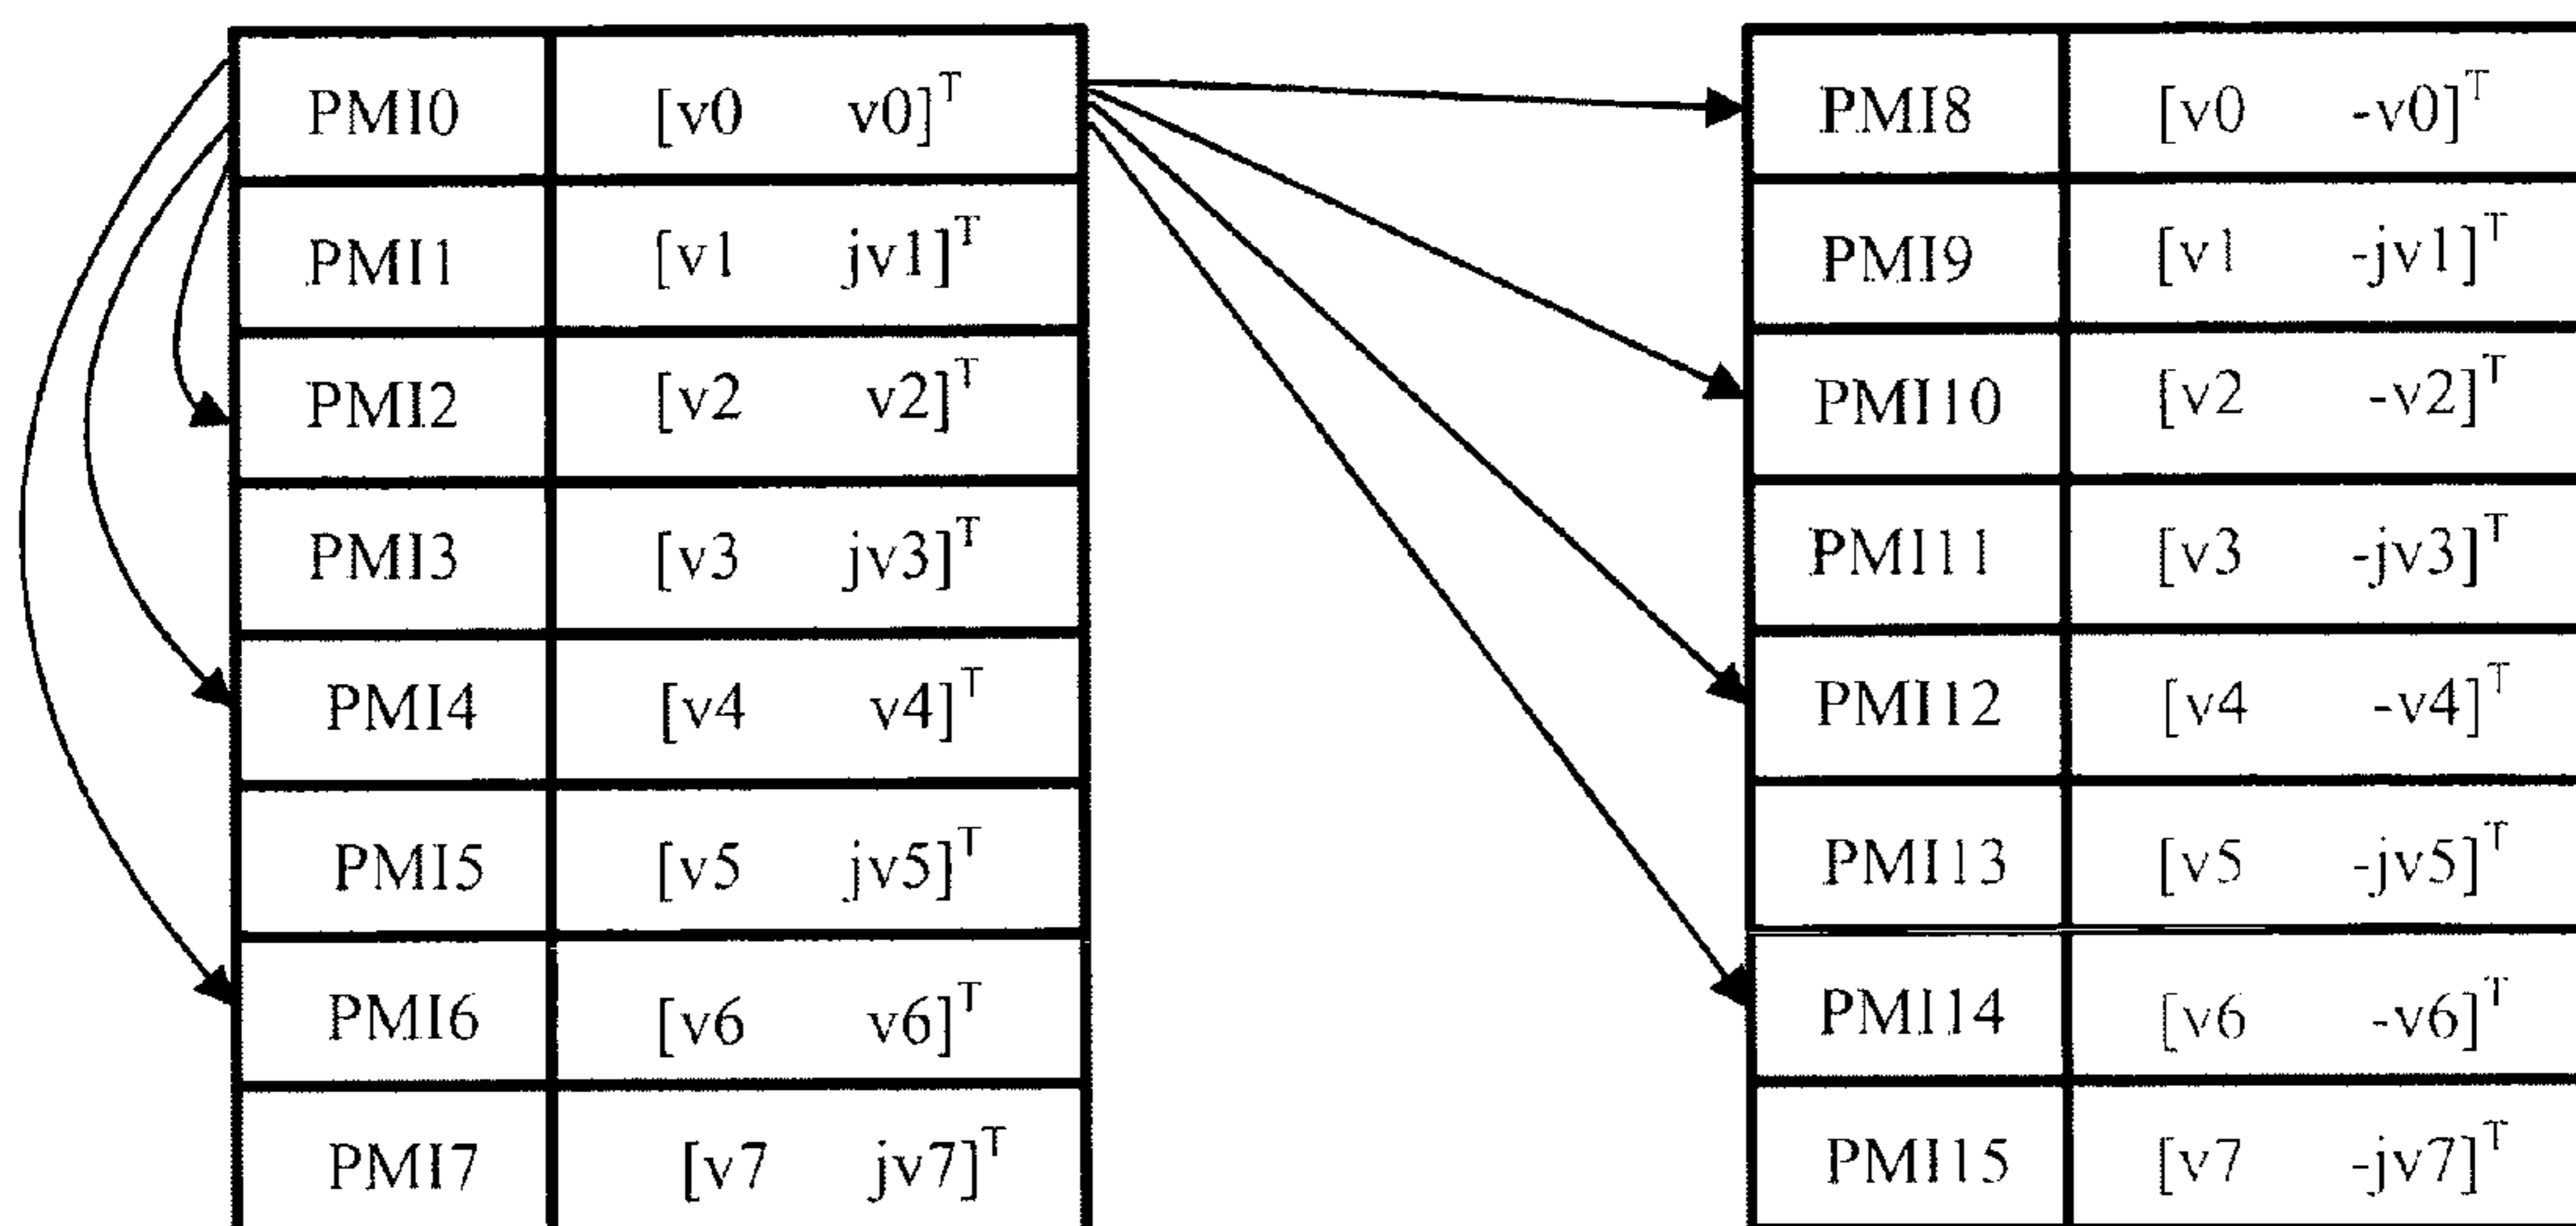 PMI0 [v0 v0]ᵀ PMI8 [v0 -v0]ᵀ
PMI1 [v1 jv1]ᵀ PMI9 [v1 -jv1]ᵀ
PMI2 [v2 v2]ᵀ PMI10 [v2 -v2]ᵀ
PMI3 [v3 jv3]ᵀ PMI11 [v3 -jv3]ᵀ
PMI4 [v4 v4]ᵀ PMI12 [v4 -v4]ᵀ
PMI5 [v5 jv5]ᵀ PMI13 [v5 -jv5]ᵀ
PMI6 [v6 v6]ᵀ PMI14 [v6 -v6]ᵀ
PMI7 [v7 jv7]ᵀ PMI15 [v7 -jv7]ᵀ